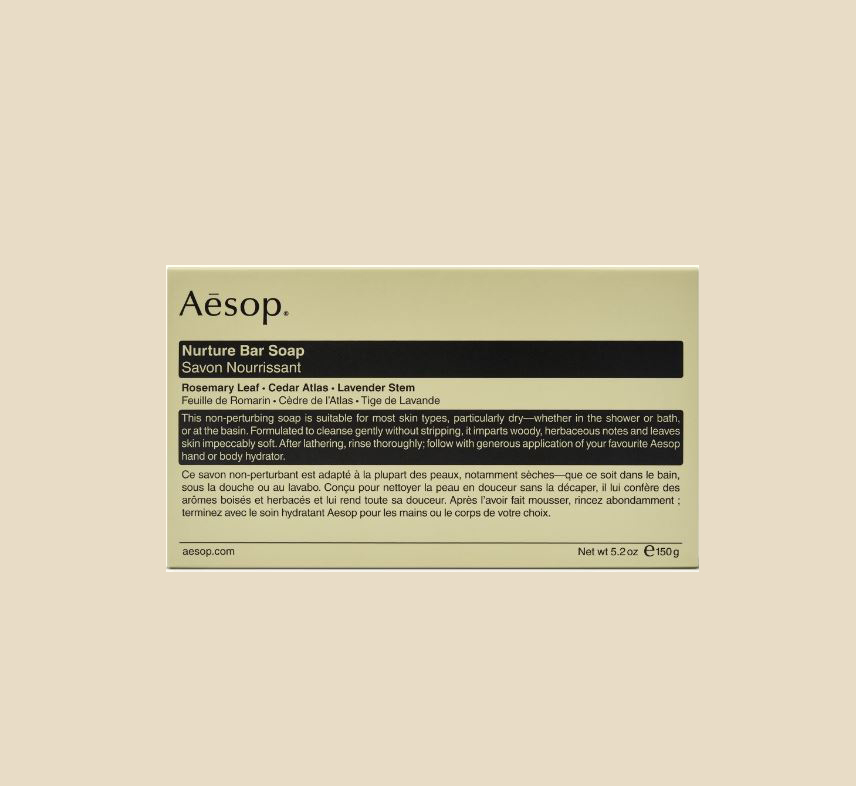 Aēsop®
Nurture Bar Soap
Savon Nourrissant
Rosemary Leaf • Cedar Atlas • Lavender Stem
Feuille de Romarin • Cèdre de l'Atlas • Tige de Lavande
This non-perturbing soap is suitable for most skin types, particularly dry—whether in the shower or bath,
or at the basin. Formulated to cleanse gently without stripping, it imparts woody, herbaceous notes and leaves
skin impeccably soft. After lathering, rinse thoroughly; follow with generous application of your favourite Aesop
hand or body hydrator.
Ce savon non-perturbant est adapté à la plupart des peaux, notamment sèches—que ce soit dans le bain,
sous la douche ou au lavabo. Conçu pour nettoyer la peau en douceur sans la décaper, il lui confère des
arômes boisés et herbacés et lui rend toute sa douceur. Après l'avoir fait mousser, rincez abondamment ;
terminez avec le soin hydratant Aesop pour les mains ou le corps de votre choix.
aesop.com Net wt 5.2 oz ℮150 g